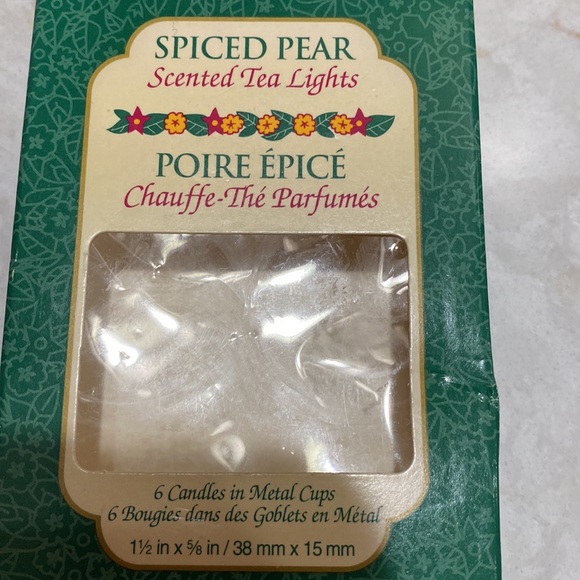 SPICED PEAR
Scented Tea Lights
POIRE ÉPICÉ
Chauffe-Thé Parfumés
6 Candles in Metal Cups
6 Bougies dans des Goblets en Métal
1½ in x ⅝ in / 38 mm x 15 mm